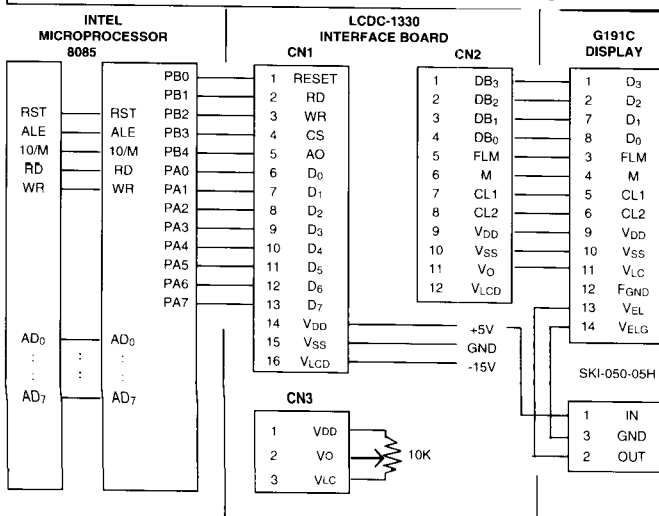 INTEL
MICROPROCESSOR
8085
LCDC-1330
INTERFACE BOARD
G191C
DISPLAY
RST
ALE
10/M
RD
WR
AD0
AD7
RST
ALE
10/M
RD
WR
AD0
AD7
PB0
PB1
PB2
PB3
PB4
PA0
PA1
PA2
PA3
PA4
PA5
PA6
PA7
CN1
1 RESET
2 RD
3 WR
4 CS
5 AO
6 D0
7 D1
8 D2
9 D3
10 D4
11 D5
12 D6
13 D7
14 VDD
15 VSS
16 VLCD
CN2
1 DB3
2 DB2
3 DB1
4 DB0
5 FLM
6 M
7 CL1
8 CL2
9 VDD
10 VSS
11 VO
12 VLCD
1 D3
2 D2
7 D1
8 D0
3 FLM
4 M
5 CL1
6 CL2
9 VDD
10 VSS
11 VLC
12 FGND
13 VEL
14 VELG
+5V
GND
-15V
SKI-050-05H
1 IN
3 GND
2 OUT
CN3
1 VDD
2 VO
3 VLC
10K